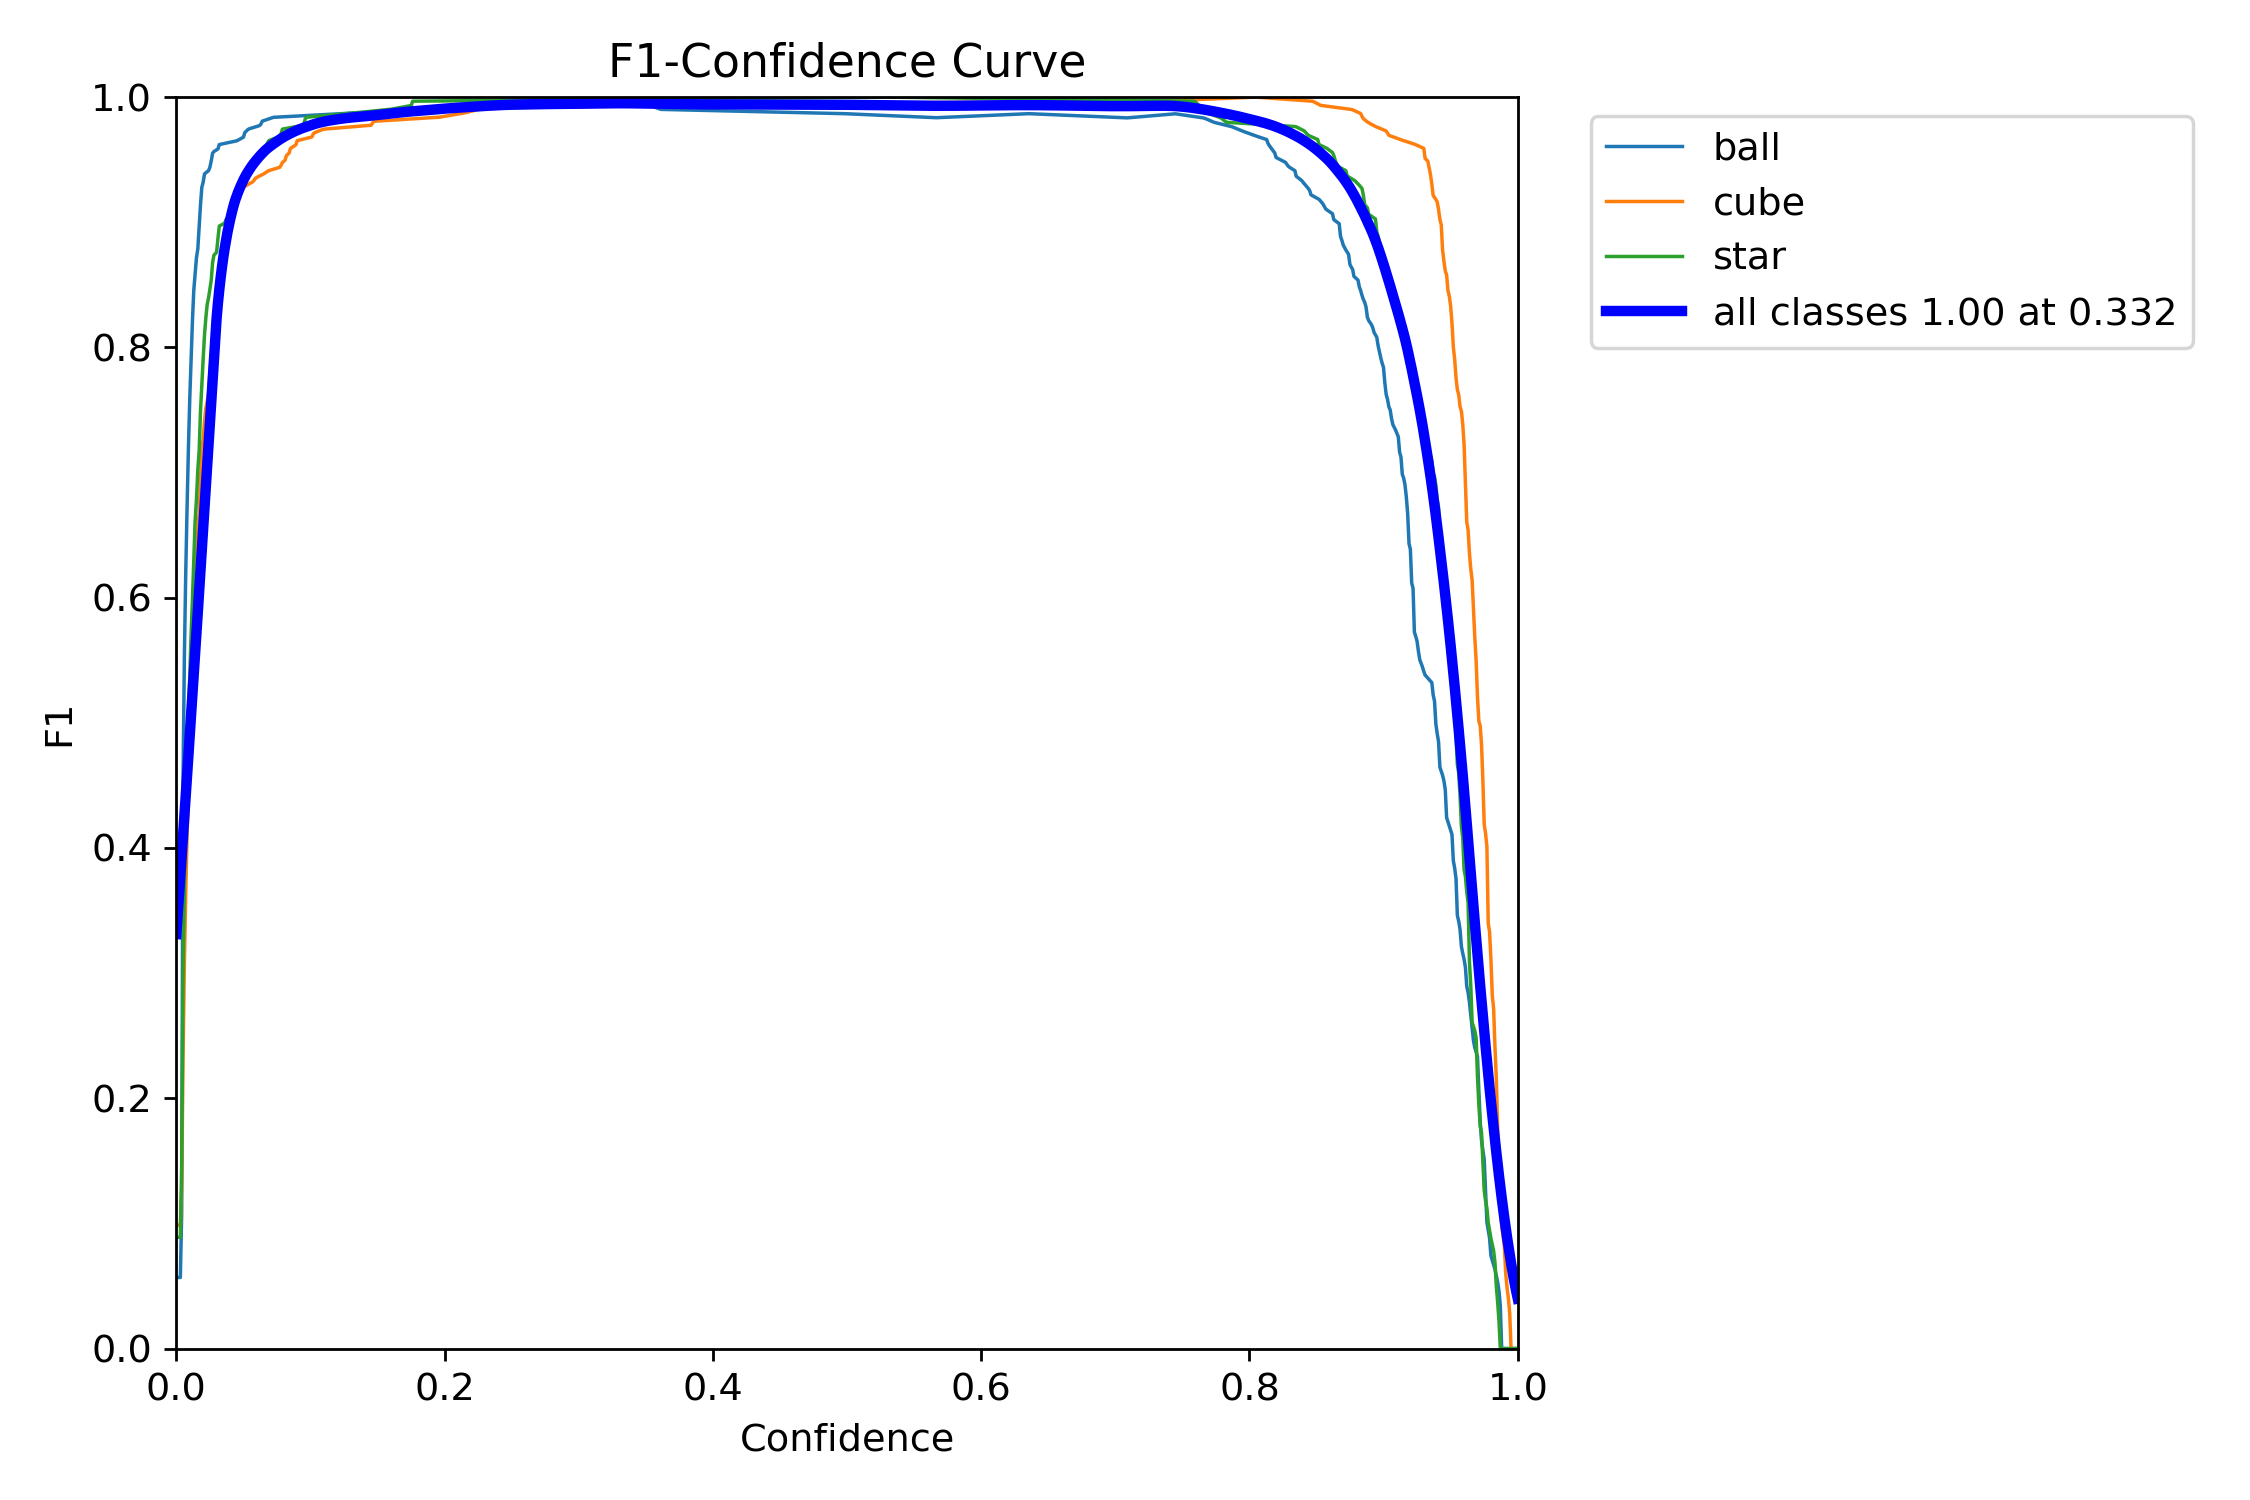 F1-Confidence Curve
1.0
0.8
0.6
0.4
0.2
0.0
F1
0.0 0.2 0.4 0.6 0.8 1.0
Confidence
ball
cube
star
all classes 1.00 at 0.332